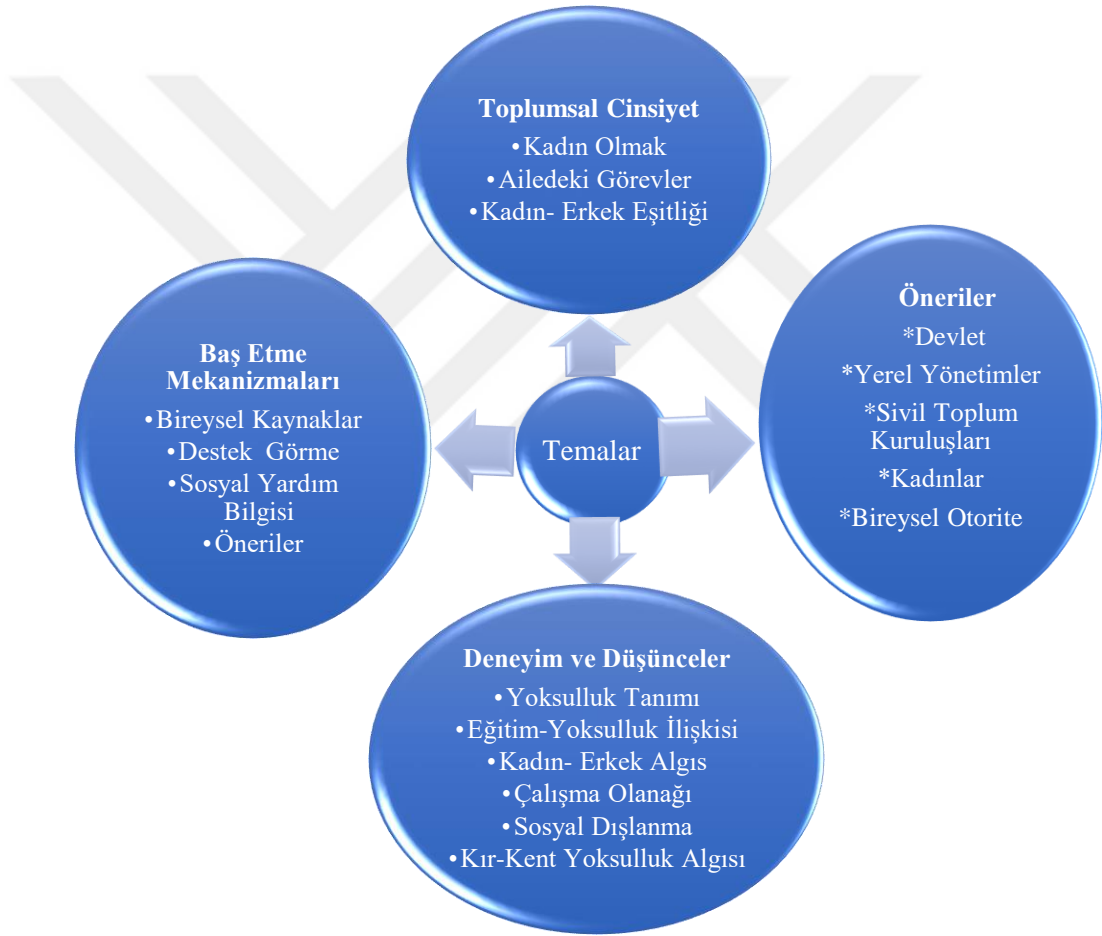 Toplumsal Cinsiyet
•Kadın Olmak
•Ailedeki Görevler
•Kadın- Erkek Eşitliği
Baş Etme
Mekanizmaları
•Bireysel Kaynaklar
•Destek Görme
•Sosyal Yardım
Bilgisi
•Öneriler
Temalar
Öneriler
*Devlet
*Yerel Yönetimler
*Sivil Toplum
Kuruluşları
*Kadınlar
*Bireysel Otorite
Deneyim ve Düşünceler
•Yoksulluk Tanımı
•Eğitim-Yoksulluk İlişkisi
•Kadın- Erkek Algıs
•Çalışma Olanağı
•Sosyal Dışlanma
•Kır-Kent Yoksulluk Algısı